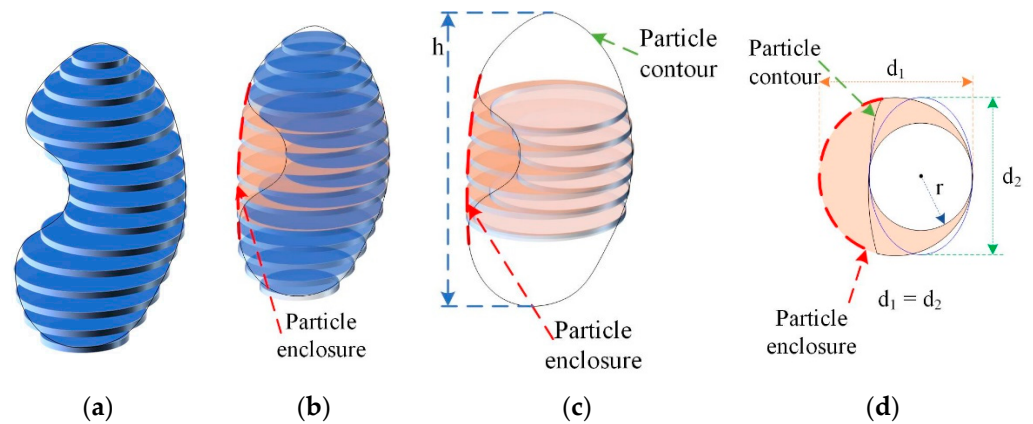 h
Particle
contour
Particle
contour
d₁
d₂
r
d₁ = d₂
Particle
enclosure
Particle
enclosure
Particle
enclosure
(a)
(b)
(c)
(d)